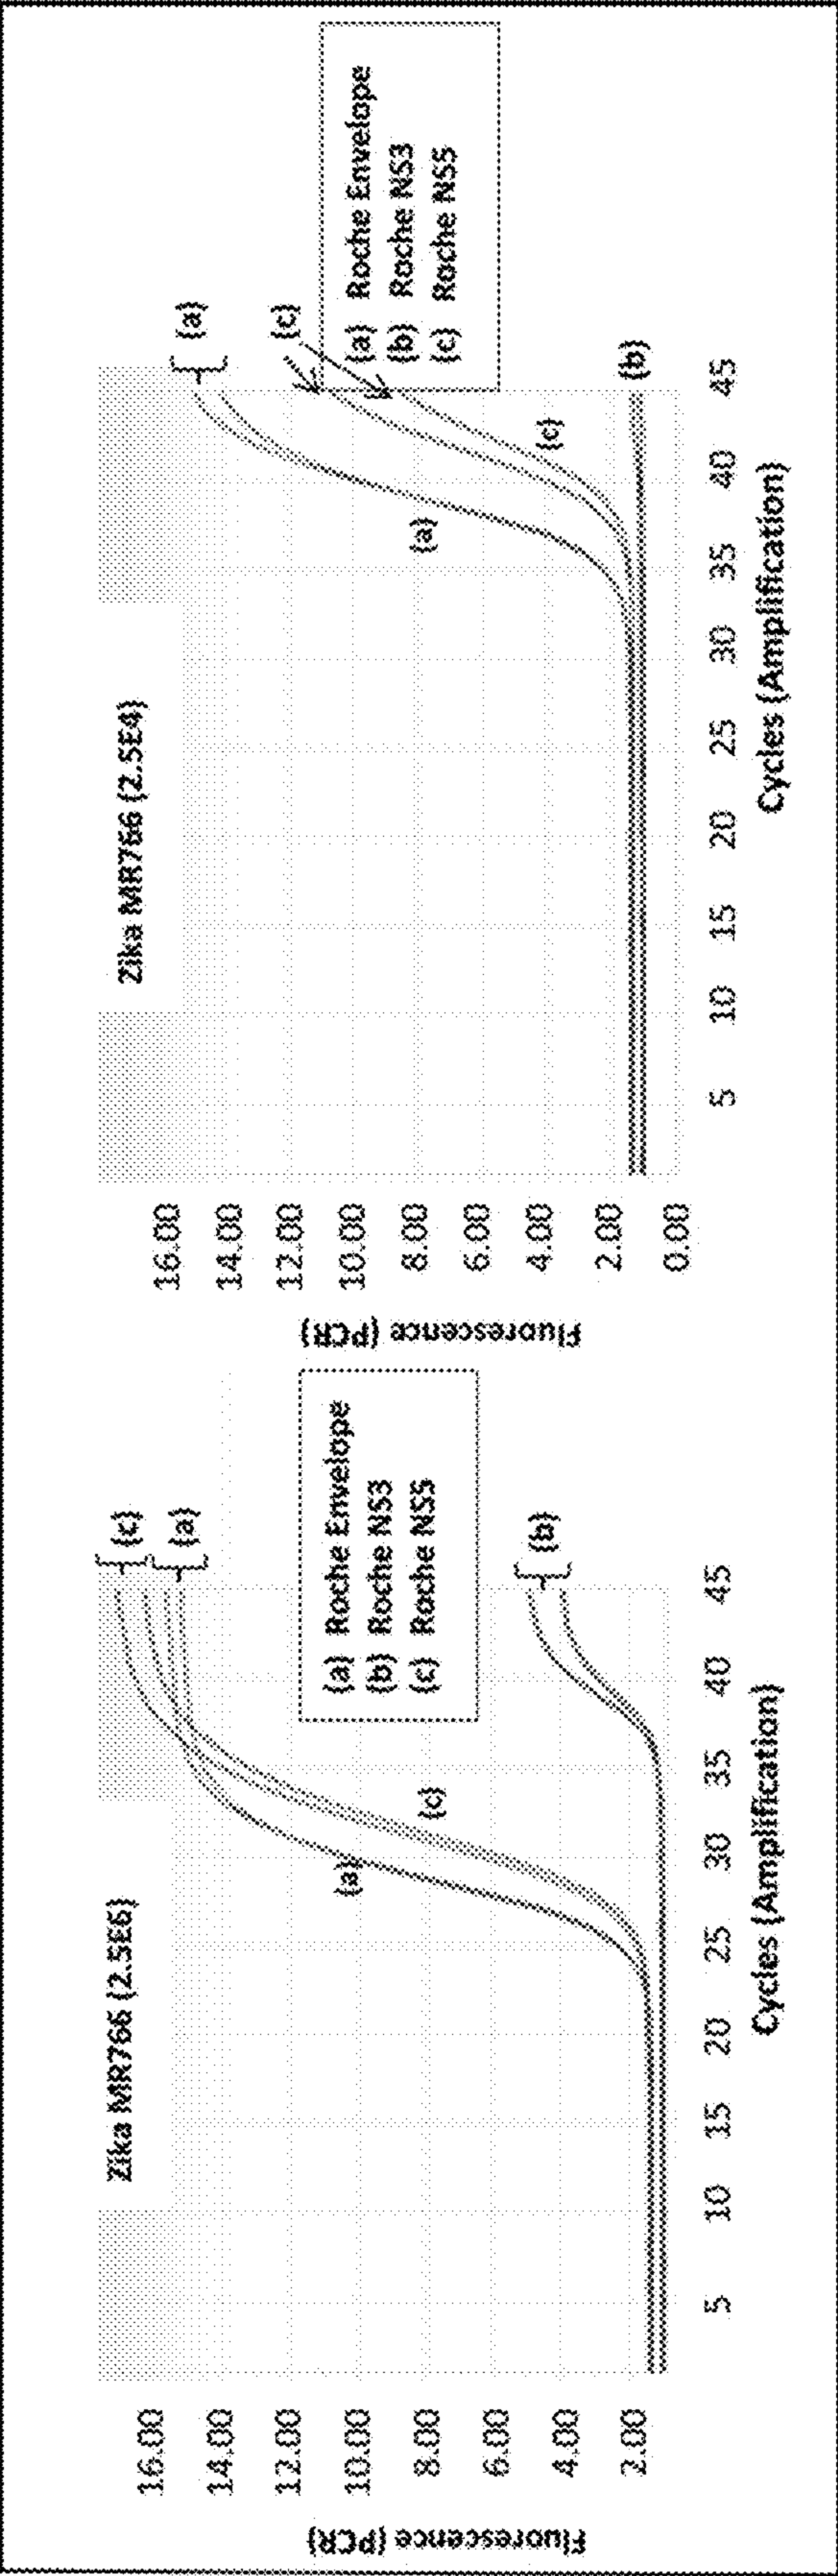 Zika MR766 (2.5E6)
Fluorescence (PCR)
16.00
14.00
12.00
10.00
8.00
6.00
4.00
2.00
5
10
15
20
25
30
35
40
45
Cycles (Amplification)
(c)
(a)
(b)
(a)
(c)
(a) Roche Envelope
(b) Roche NS3
(c) Roche NS5
Zika MR766 (2.5E4)
Fluorescence (PCR)
16.00
14.00
12.00
10.00
8.00
6.00
4.00
2.00
0.00
5
10
15
20
25
30
35
40
45
Cycles (Amplification)
(a)
(c)
(a)
(c)
(b)
(a) Roche Envelope
(b) Roche NS3
(c) Roche NS5